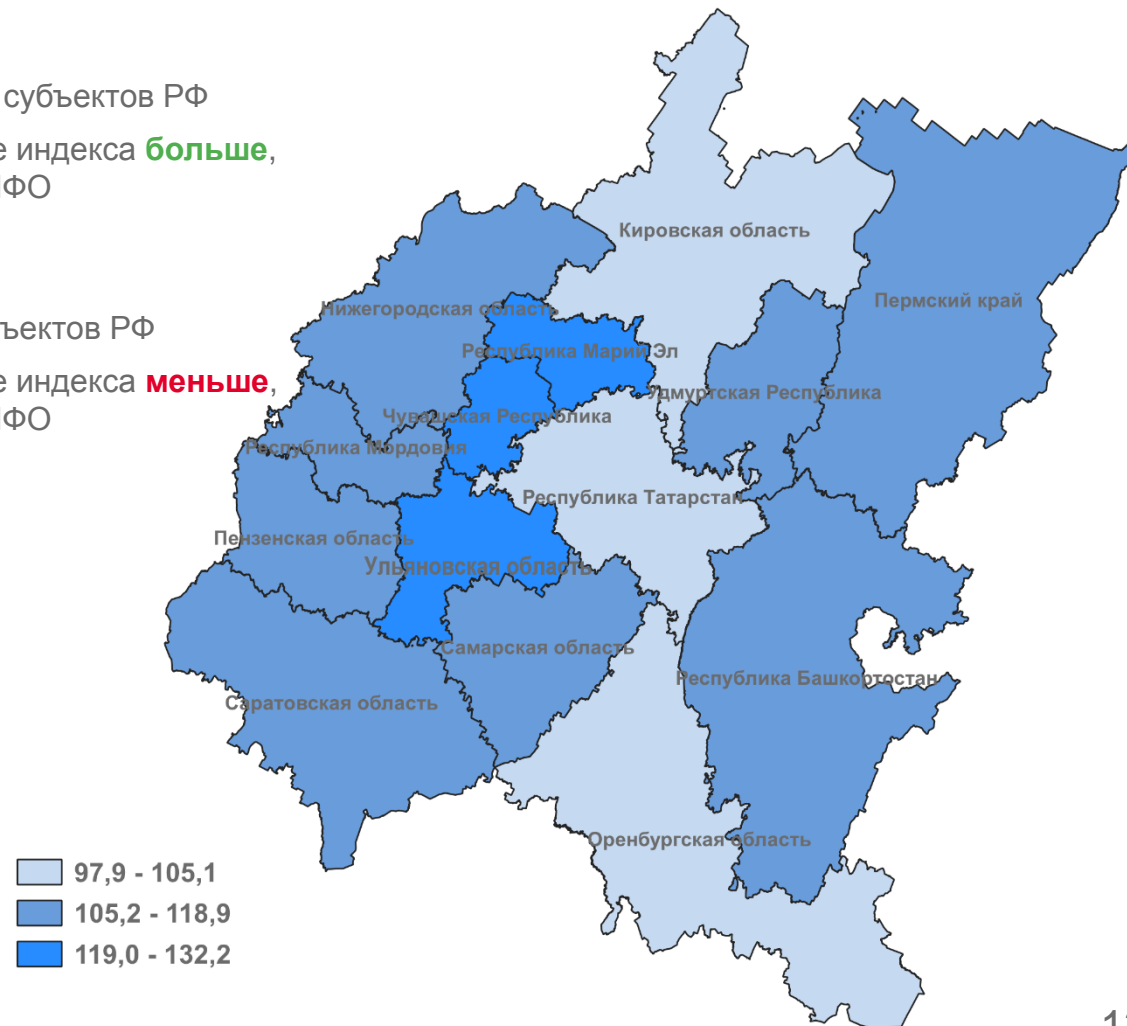 субъектов РФ
е индекса больше,
ФО
ъектов РФ
е индекса меньше,
ФО
Кировская область
Пермский край
Нижегородская область
Республика Марий Эл
Удмуртская Республика
Чувашская Республика
Республика Мордовия
Республика Татарстан
Пензенская область
Ульяновская область
Самарская область
Республика Башкортостан
Саратовская область
Оренбургская область
97,9 - 105,1
105,2 - 118,9
119,0 - 132,2